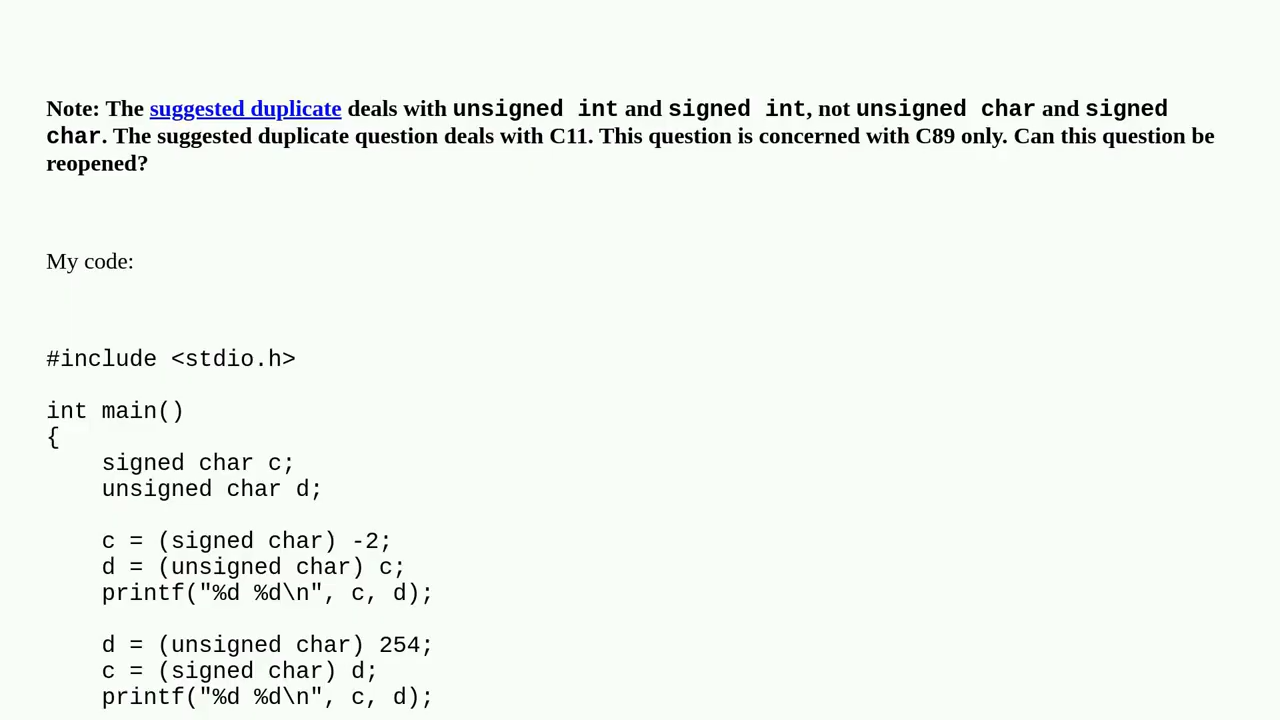 Note: The suggested duplicate deals with unsigned int and signed int, not unsigned char and signed
char. The suggested duplicate question deals with C11. This question is concerned with C89 only. Can this question be
reopened?
My code:
#include <stdio.h>
int main()
{
    signed char c;
    unsigned char d;
    c = (signed char) -2;
    d = (unsigned char) c;
    printf("%d %d\n", c, d);
    d = (unsigned char) 254;
    c = (signed char) d;
    printf("%d %d\n", c, d);